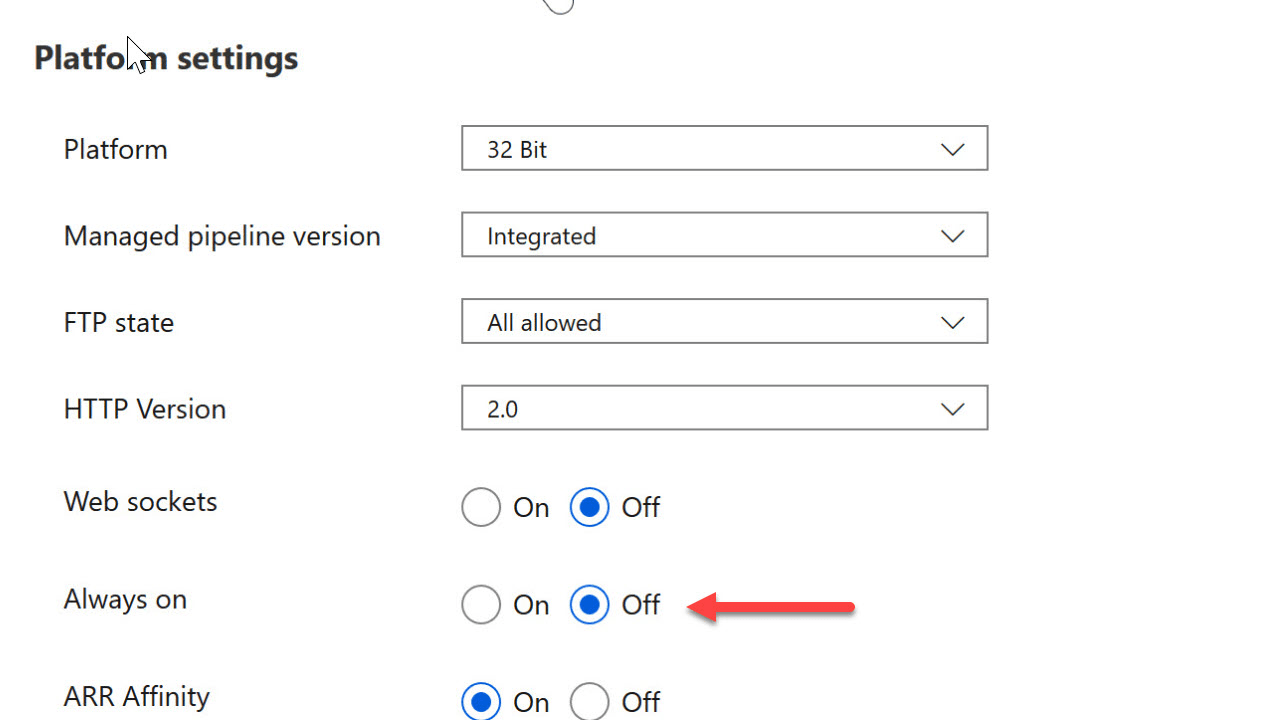 Platform settings
Platform 32 Bit
Managed pipeline version Integrated
FTP state All allowed
HTTP Version 2.0
Web sockets On Off
Always on On Off
ARR Affinity On Off